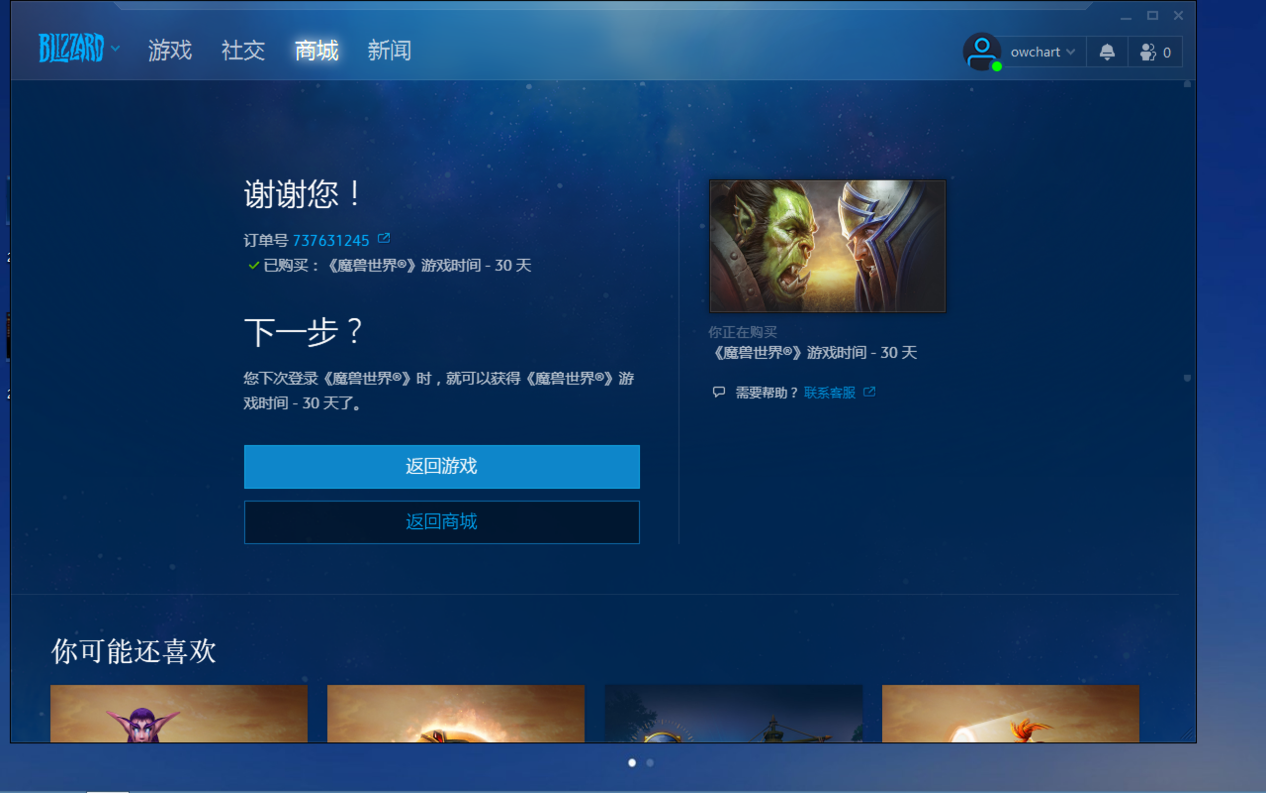 BLIZZARD
游戏
社交
商城
新闻
owchart
0
谢谢您！
订单号 737631245
已购买：《魔兽世界®》游戏时间 - 30 天
下一步？
您下次登录《魔兽世界®》时，就可以获得《魔兽世界®》游
戏时间 - 30 天了。
返回游戏
返回商城
你正在购买
《魔兽世界®》游戏时间 - 30 天
需要帮助？联系客服
你可能还喜欢